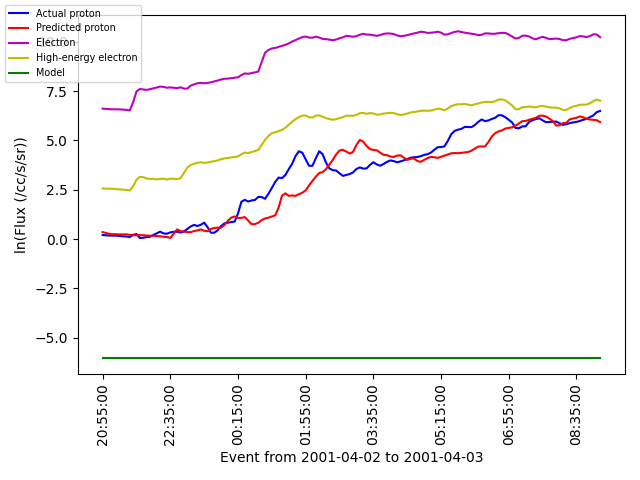 Actual proton
Predicted proton
Electron
High-energy electron
Model
7.5
5.0
2.5
0.0
−2.5
−5.0
ln(Flux (/cc/s/sr))
20:55:00
22:35:00
00:15:00
01:55:00
03:35:00
05:15:00
06:55:00
08:35:00
Event from 2001-04-02 to 2001-04-03